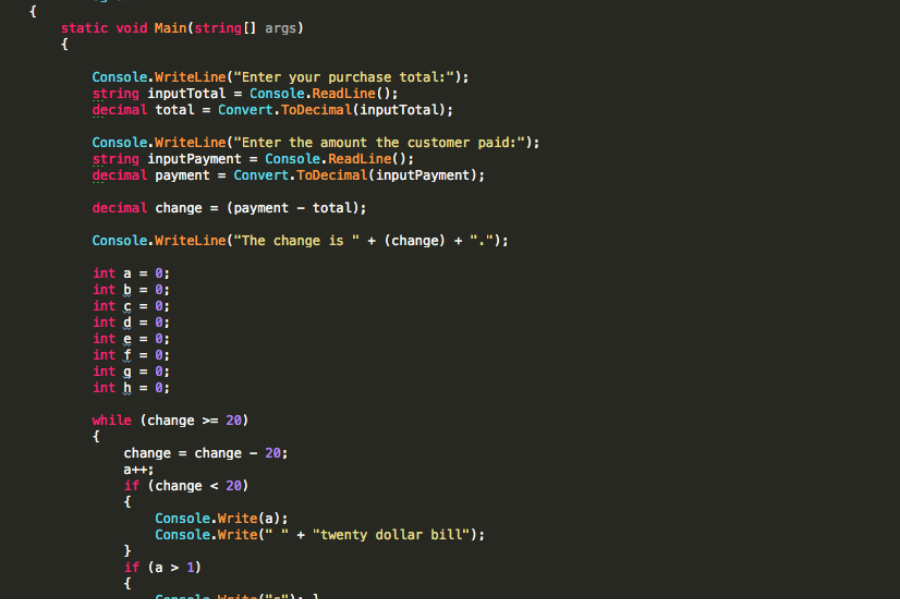 {
static void Main(string[] args)
{
Console.WriteLine("Enter your purchase total:");
string inputTotal = Console.ReadLine();
decimal total = Convert.ToDecimal(inputTotal);
Console.WriteLine("Enter the amount the customer paid:");
string inputPayment = Console.ReadLine();
decimal payment = Convert.ToDecimal(inputPayment);
decimal change = (payment - total);
Console.WriteLine("The change is " + (change) + ".");
int a = 0;
int b = 0;
int c = 0;
int d = 0;
int e = 0;
int f = 0;
int g = 0;
int h = 0;
while (change >= 20)
{
change = change - 20;
a++;
if (change < 20)
{
Console.Write(a);
Console.Write(" " + "twenty dollar bill");
}
if (a > 1)
{
Console.Write("s"); }